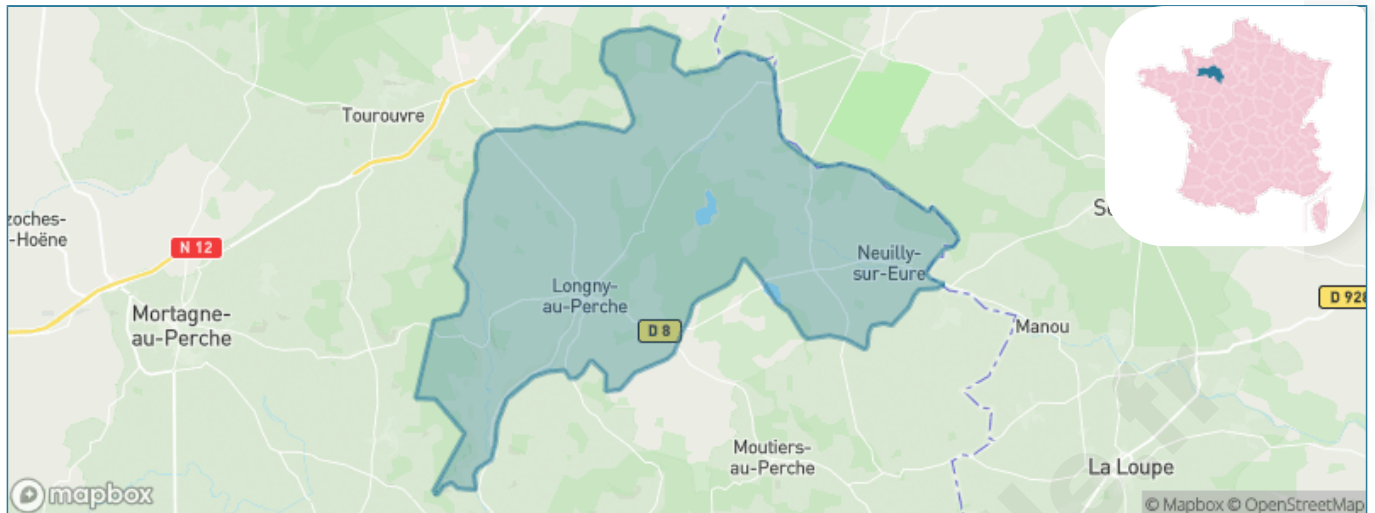 Tourouvre
zoches-
-Hoëne
N 12
Neuilly-
sur-Eure
Longny-
au-Perche
D 8
D 928
Mortagne-
au-Perche
Manou
Moutiers-
au-Perche
La Loupe
mapbox
© Mapbox © OpenStreetMap